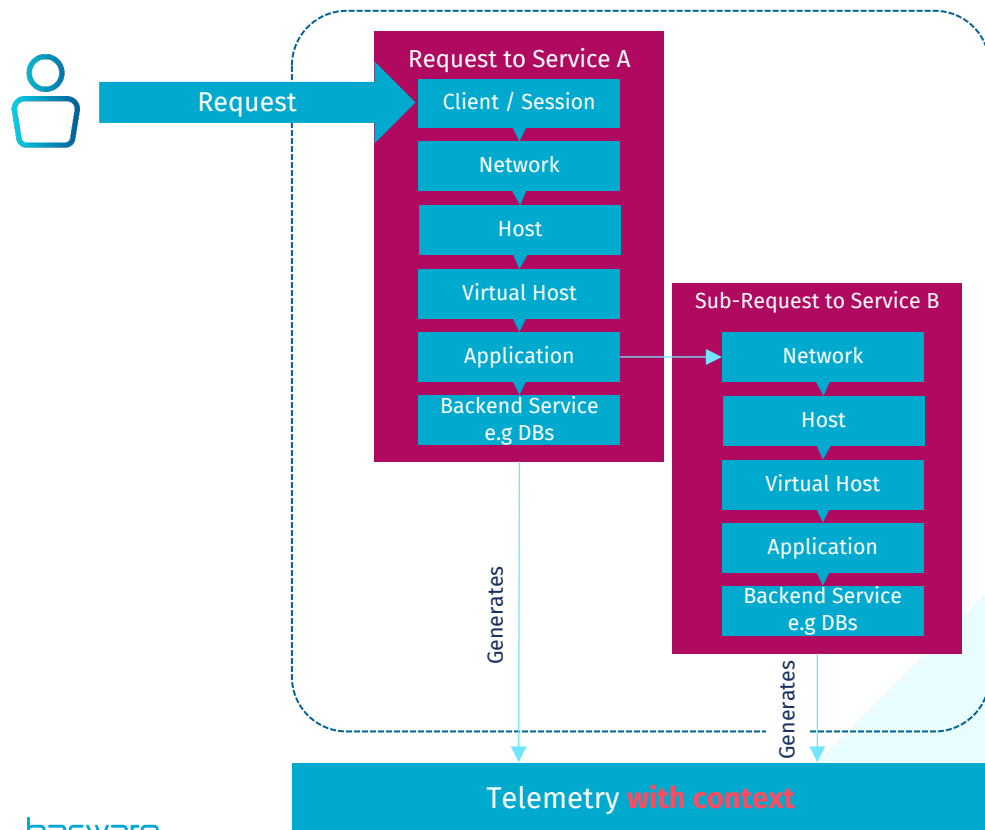 Request
Request to Service A
Client / Session
Network
Host
Virtual Host
Application
Backend Service
e.g DBs
Sub-Request to Service B
Network
Host
Virtual Host
Application
Backend Service
e.g DBs
Generates
Generates
Telemetry with context
basware